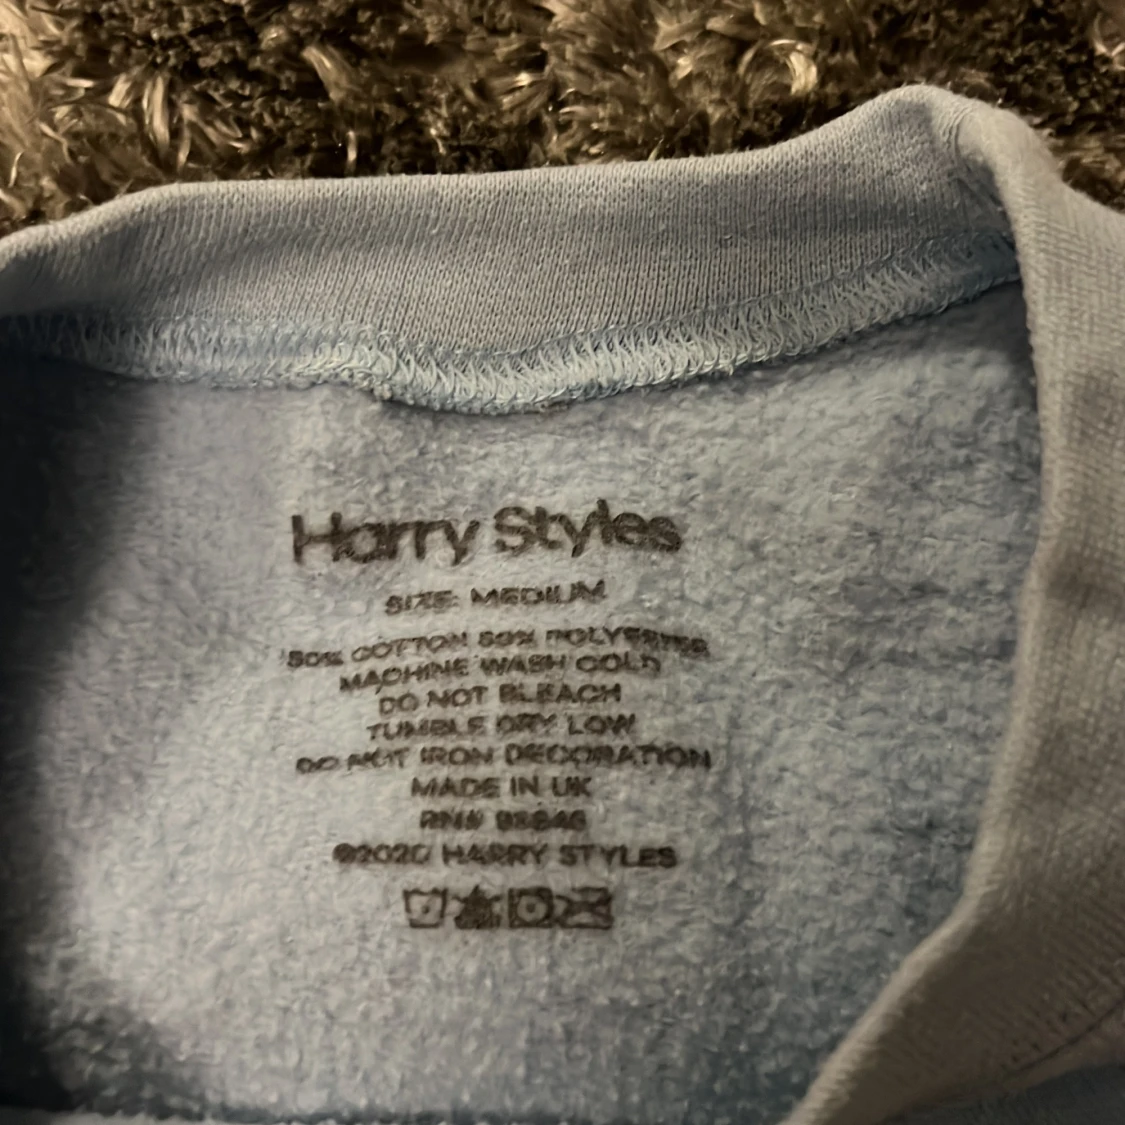 Harry Styles
SIZE: MEDIUM
50% COTTON 50% POLYESTER
MACHINE WASH COLD
DO NOT BLEACH
TUMBLE DRY LOW
DO NOT IRON DECORATION
MADE IN UK
RN#
©2020 HARRY STYLES